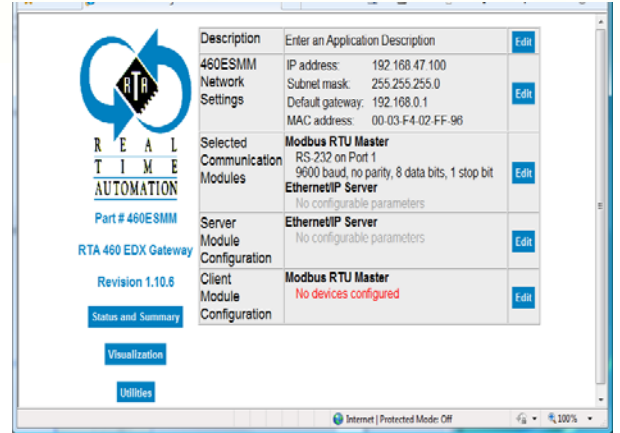 RTA
REAL
TIME
AUTOMATION
Part # 460ESMM
RTA 460 EDX Gateway
Revision 1.10.6
Status and Summary
Visualization
Utilities
Description
Enter an Application Description
Edit
460ESMM
Network
Settings
IP address: 192.168.47.100
Subnet mask: 255.255.255.0
Default gateway: 192.168.0.1
MAC address: 00-03-F4-02-FF-96
Edit
Selected
Communication
Modules
Modbus RTU Master
RS-232 on Port 1
9600 baud, no parity, 8 data bits, 1 stop bit
Ethernet/IP Server
No configurable parameters
Edit
Server
Module
Configuration
Ethernet/IP Server
No configurable parameters
Edit
Client
Module
Configuration
Modbus RTU Master
No devices configured
Edit
Internet | Protected Mode: Off
100%